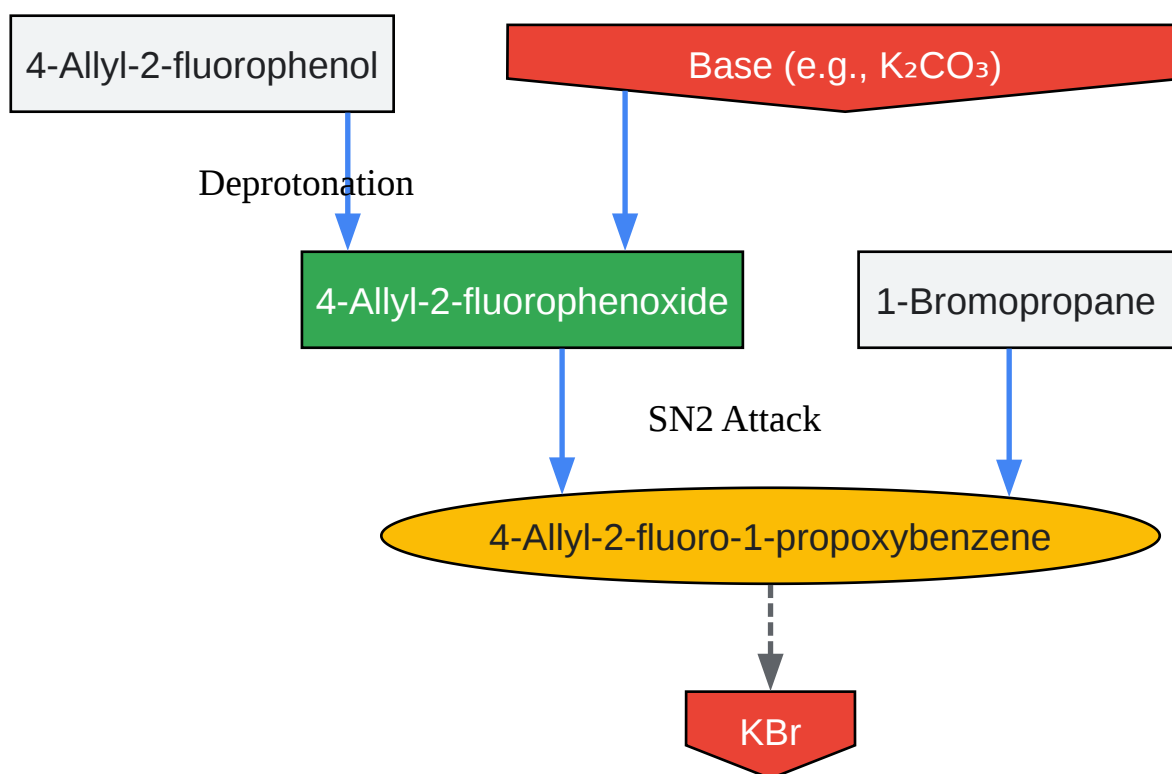 4-Allyl-2-fluorophenol
Base (e.g., K₂CO₃)
Deprotonation
4-Allyl-2-fluorophenoxide
1-Bromopropane
SN2 Attack
4-Allyl-2-fluoro-1-propoxybenzene
KBr